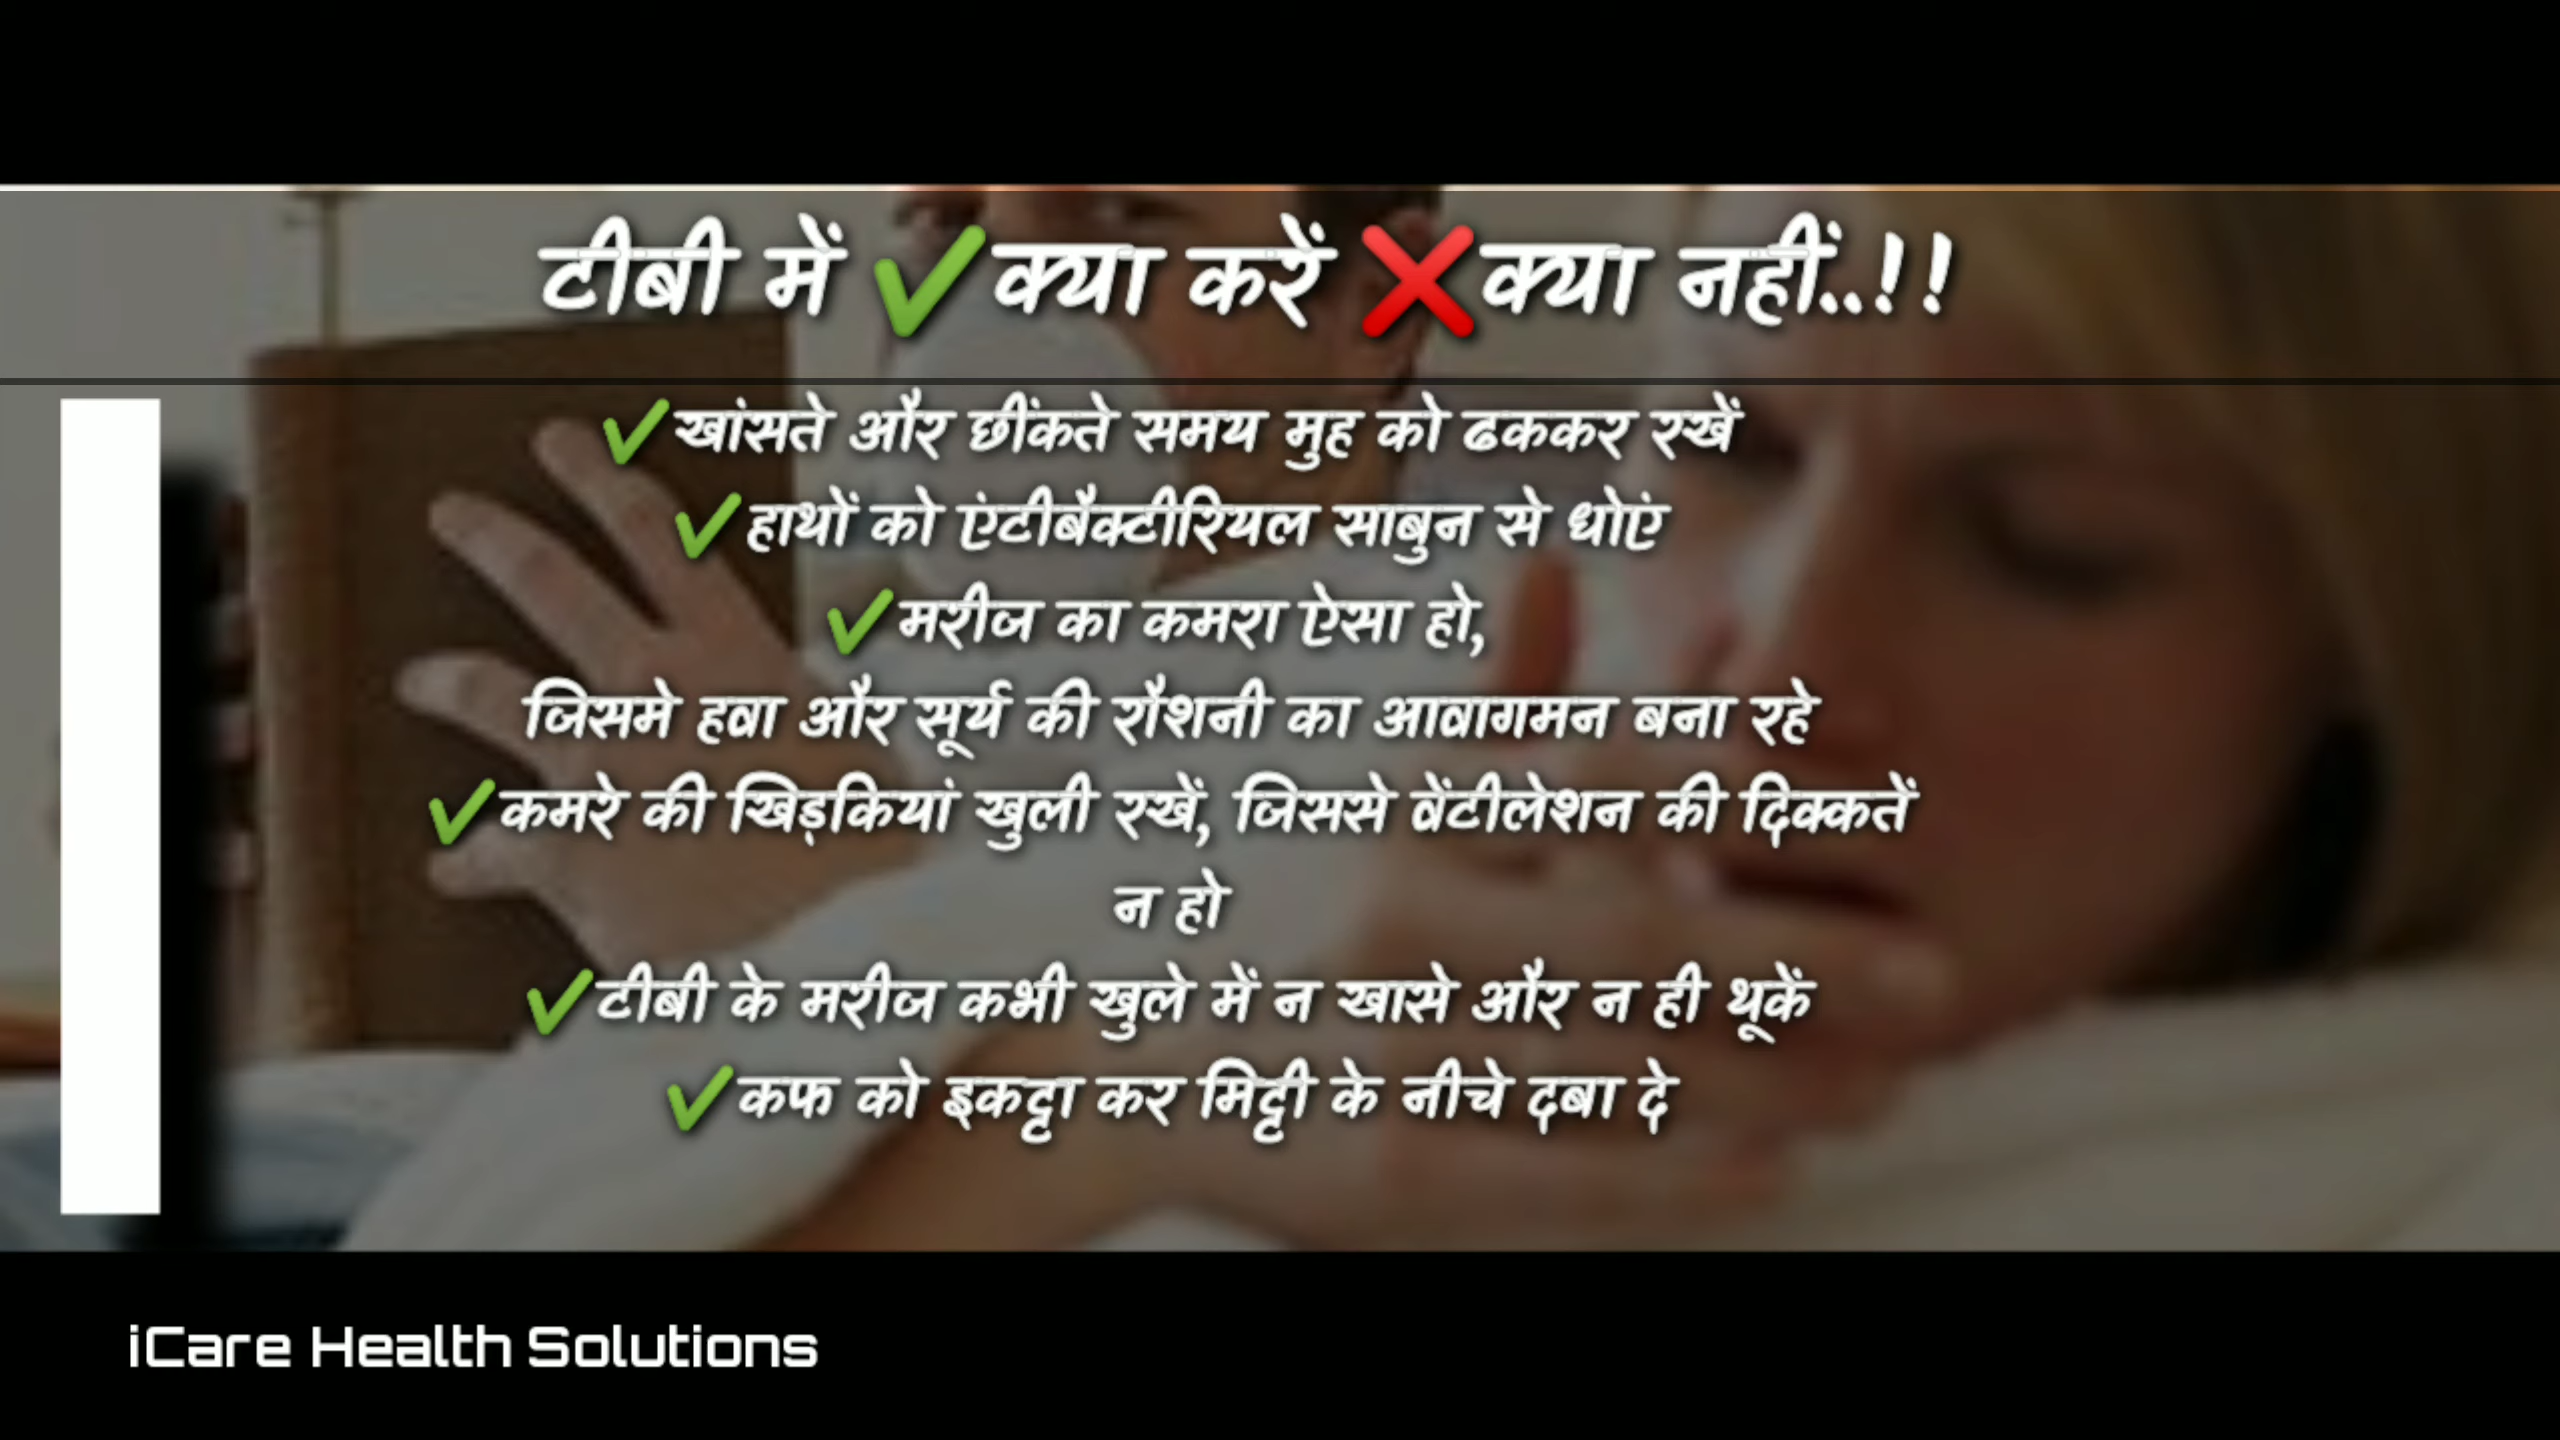 टीबी में ✔क्या करें ❌क्या नहीं..!!
✔खांसते और छींकते समय मुह को ढककर रखें
✔हाथों को एंटीबैक्टीरियल साबुन से धोएं
✔मरीज का कमरा ऐसा हो,
जिसमे हवा और सूर्य की रौशनी का आवागमन बना रहे
✔कमरे की खिड़कियां खुली रखें, जिससे वेंटीलेशन की दिक्कतें
न हो
✔टीबी के मरीज कभी खुले में न खासे और न ही थूकें
✔कफ को इकट्ठा कर मिट्टी के नीचे दबा दे
iCare Health Solutions